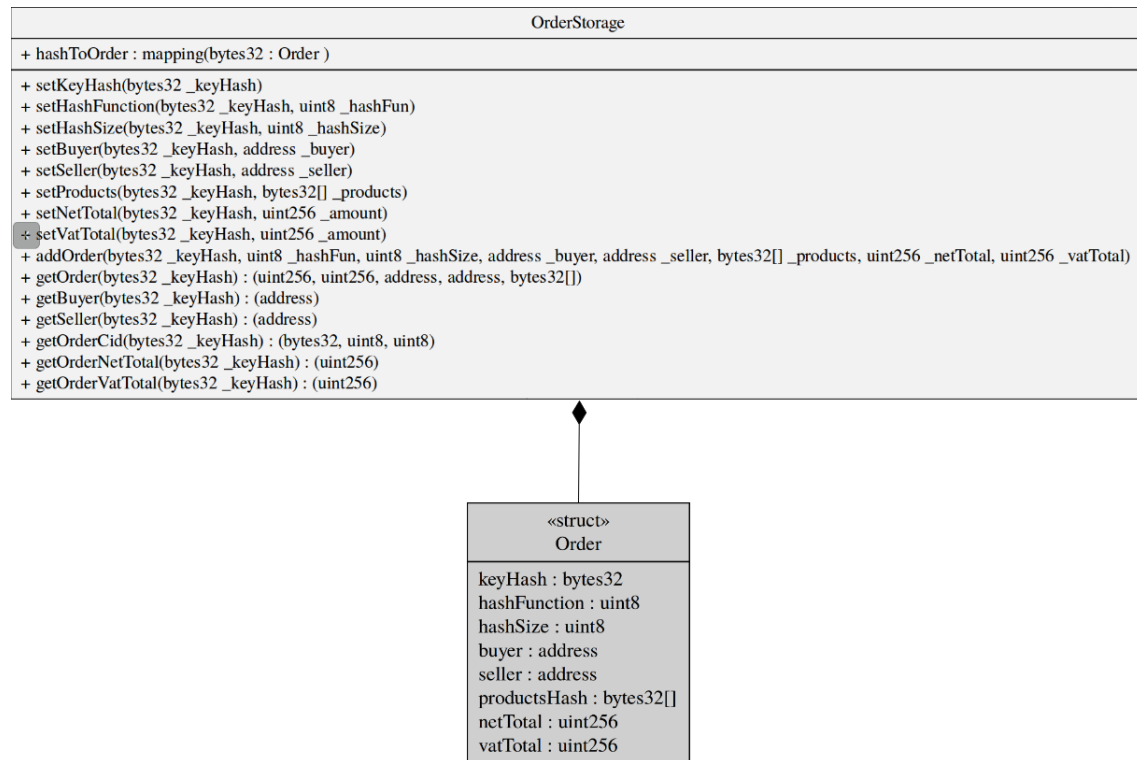 OrderStorage
+ hashToOrder : mapping(bytes32 : Order )
+ setKeyHash(bytes32 _keyHash)
+ setHashFunction(bytes32 _keyHash, uint8 _hashFun)
+ setHashSize(bytes32 _keyHash, uint8 _hashSize)
+ setBuyer(bytes32 _keyHash, address _buyer)
+ setSeller(bytes32 _keyHash, address _seller)
+ setProducts(bytes32 _keyHash, bytes32[] _products)
+ setNetTotal(bytes32 _keyHash, uint256 _amount)
+ setVatTotal(bytes32 _keyHash, uint256 _amount)
+ addOrder(bytes32 _keyHash, uint8 _hashFun, uint8 _hashSize, address _buyer, address _seller, bytes32[] _products, uint256 _netTotal, uint256 _vatTotal)
+ getOrder(bytes32 _keyHash) : (uint256, uint256, address, address, bytes32[])
+ getBuyer(bytes32 _keyHash) : (address)
+ getSeller(bytes32 _keyHash) : (address)
+ getOrderCid(bytes32 _keyHash) : (bytes32, uint8, uint8)
+ getOrderNetTotal(bytes32 _keyHash) : (uint256)
+ getOrderVatTotal(bytes32 _keyHash) : (uint256)
«struct»
Order
keyHash : bytes32
hashFunction : uint8
hashSize : uint8
buyer : address
seller : address
productsHash : bytes32[]
netTotal : uint256
vatTotal : uint256